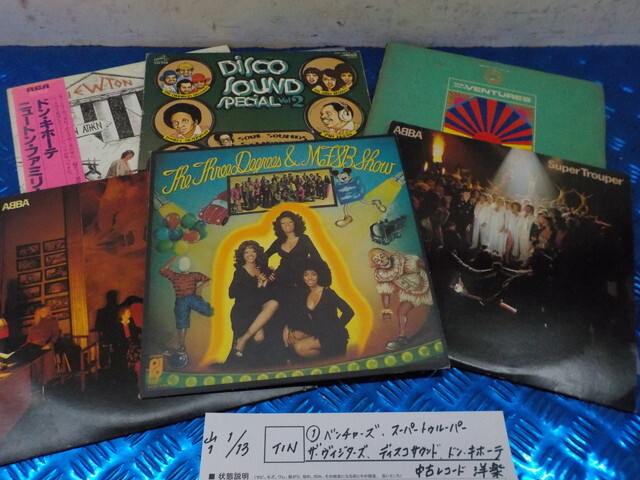 RCA
NEWTON
ドン・キホーテ
ニュートン・ファミリー
DISCO
SOUND
SPECIAL Vol 2
SOUL SOUNDS
VENTURES
ABBA
The Three Degrees & MFSB Show
ABBA
Super Trouper
1/13
TIN
① ベンチャーズ、スーパートゥルーパー
ザ・ヴィジターズ、ディスコサウンド、ドン・キホーテ
中古レコード 洋楽
■ 状態説明